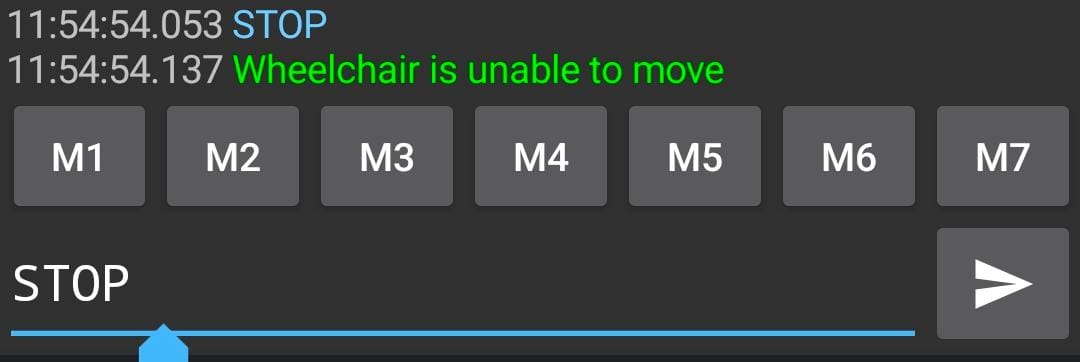 11:54:54.053 STOP
11:54:54.137 Wheelchair is unable to move
M1 M2 M3 M4 M5 M6 M7
STOP